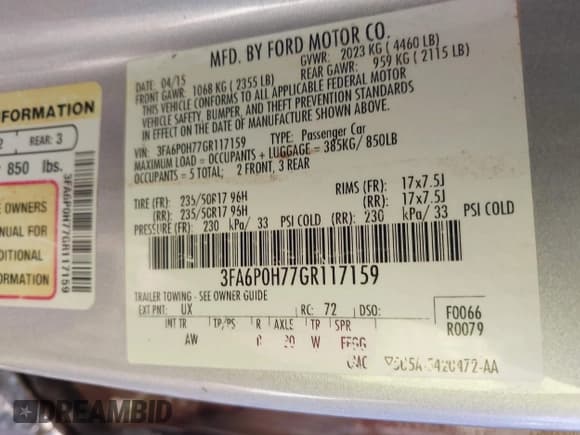 MFD. BY FORD MOTOR CO.
DATE: 04/15 GVWR: 2023 KG ( 4460 LB)
FRONT GAWR: 1068 KG ( 2355 LB) REAR GAWR: 959 KG ( 2115 LB)
THIS VEHICLE CONFORMS TO ALL APPLICABLE FEDERAL MOTOR
VEHICLE SAFETY, BUMPER, AND THEFT PREVENTION STANDARDS
IN EFFECT ON THE DATE OF MANUFACTURE SHOWN ABOVE.
VIN: 3FA6P0H77GR117159 TYPE: Passenger Car
MAXIMUM LOAD = OCCUPANTS + LUGGAGE = 385KG/ 850LB
OCCUPANTS = 5 TOTAL; 2 FRONT, 3 REAR
TIRE (FR): 235/50R17 96H RIMS (FR): 17x7.5J
(RR): 235/50R17 96H (RR): 17x7.5J
PRESSURE (FR): 230 kPa/ 33 PSI COLD (RR): 230 kPa/ 33 PSI COLD
3FA6P0H77GR117159
TRAILER TOWING - SEE OWNER GUIDE
EXT PNT: UX RC: 72 DSO: F0066
R0079
INT TR TP/PS R AXLE TP SPR
AW W
INFORMATION
2 REAR: 3
850 lbs.
E OWNERS
NUAL FOR
DITIONAL
ORMATION
3FA6P0H77GR117159
DREAMBID